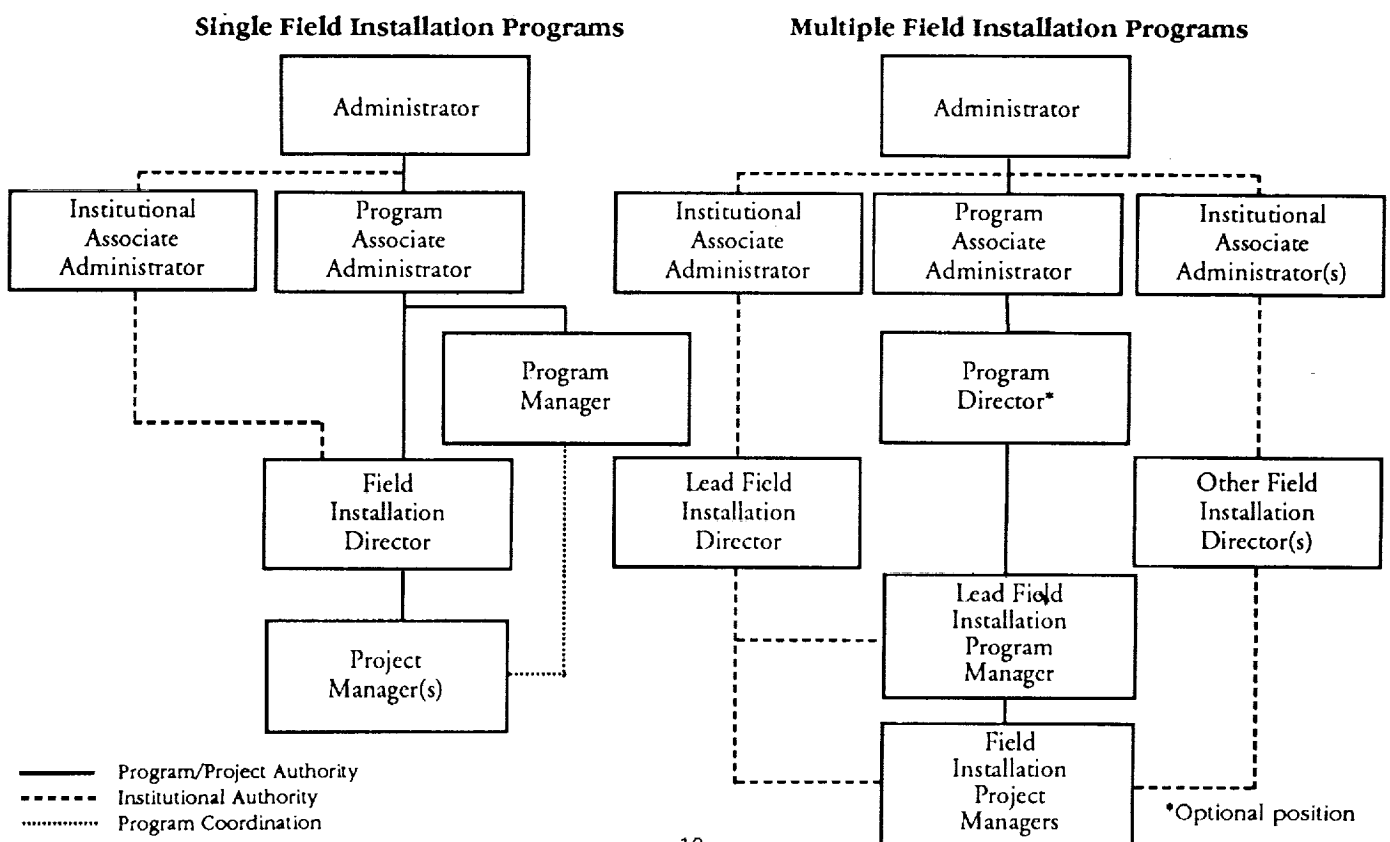 Single Field Installation Programs
Administrator
Institutional
Associate
Administrator
Program
Associate
Administrator
Program
Manager
Field
Installation
Director
Project
Manager(s)
Program/Project Authority
Institutional Authority
Program Coordination
Multiple Field Installation Programs
Administrator
Institutional
Associate
Administrator
Program
Associate
Administrator
Institutional
Associate
Administrator(s)
Program
Director*
Lead Field
Installation
Director
Other Field
Installation
Director(s)
Lead Field
Installation
Program
Manager
Field
Installation
Project
Managers
*Optional position